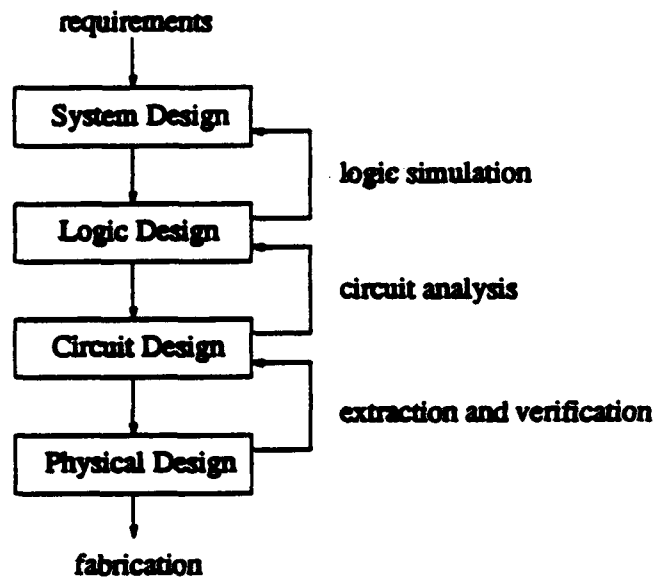 requirements
System Design
logic simulation
Logic Design
circuit analysis
Circuit Design
extraction and verification
Physical Design
fabrication